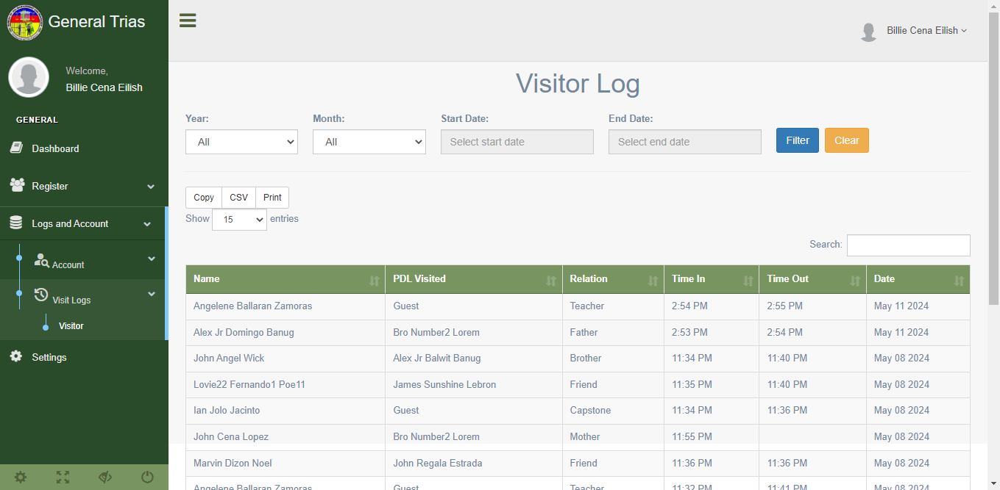 General Trias
Billie Cena Eilish
Welcome,
Billie Cena Eilish
GENERAL
Dashboard
Register
Logs and Account
Account
Visit Logs
Visitor
Settings
Visitor Log
Year: Month: Start Date: End Date:
All All Select start date Select end date Filter Clear
Copy CSV Print
Show 15 entries
Search:
Name PDL Visited Relation Time In Time Out Date
Angelene Ballaran Zamoras Guest Teacher 2:54 PM 2:55 PM May 11 2024
Alex Jr Domingo Banug Bro Number2 Lorem Father 2:53 PM 2:54 PM May 11 2024
John Angel Wick Alex Jr Balwit Banug Brother 11:34 PM 11:40 PM May 08 2024
Lovie22 Fernando1 Poe11 James Sunshine Lebron Friend 11:35 PM 11:40 PM May 08 2024
Ian Jolo Jacinto Guest Capstone 11:34 PM 11:36 PM May 08 2024
John Cena Lopez Bro Number2 Lorem Mother 11:55 PM May 08 2024
Marvin Dizon Noel John Regala Estrada Friend 11:36 PM 11:36 PM May 08 2024
Angelene Ballaran Zamoras Guest Teacher 11:32 PM 11:41 PM May 08 2024